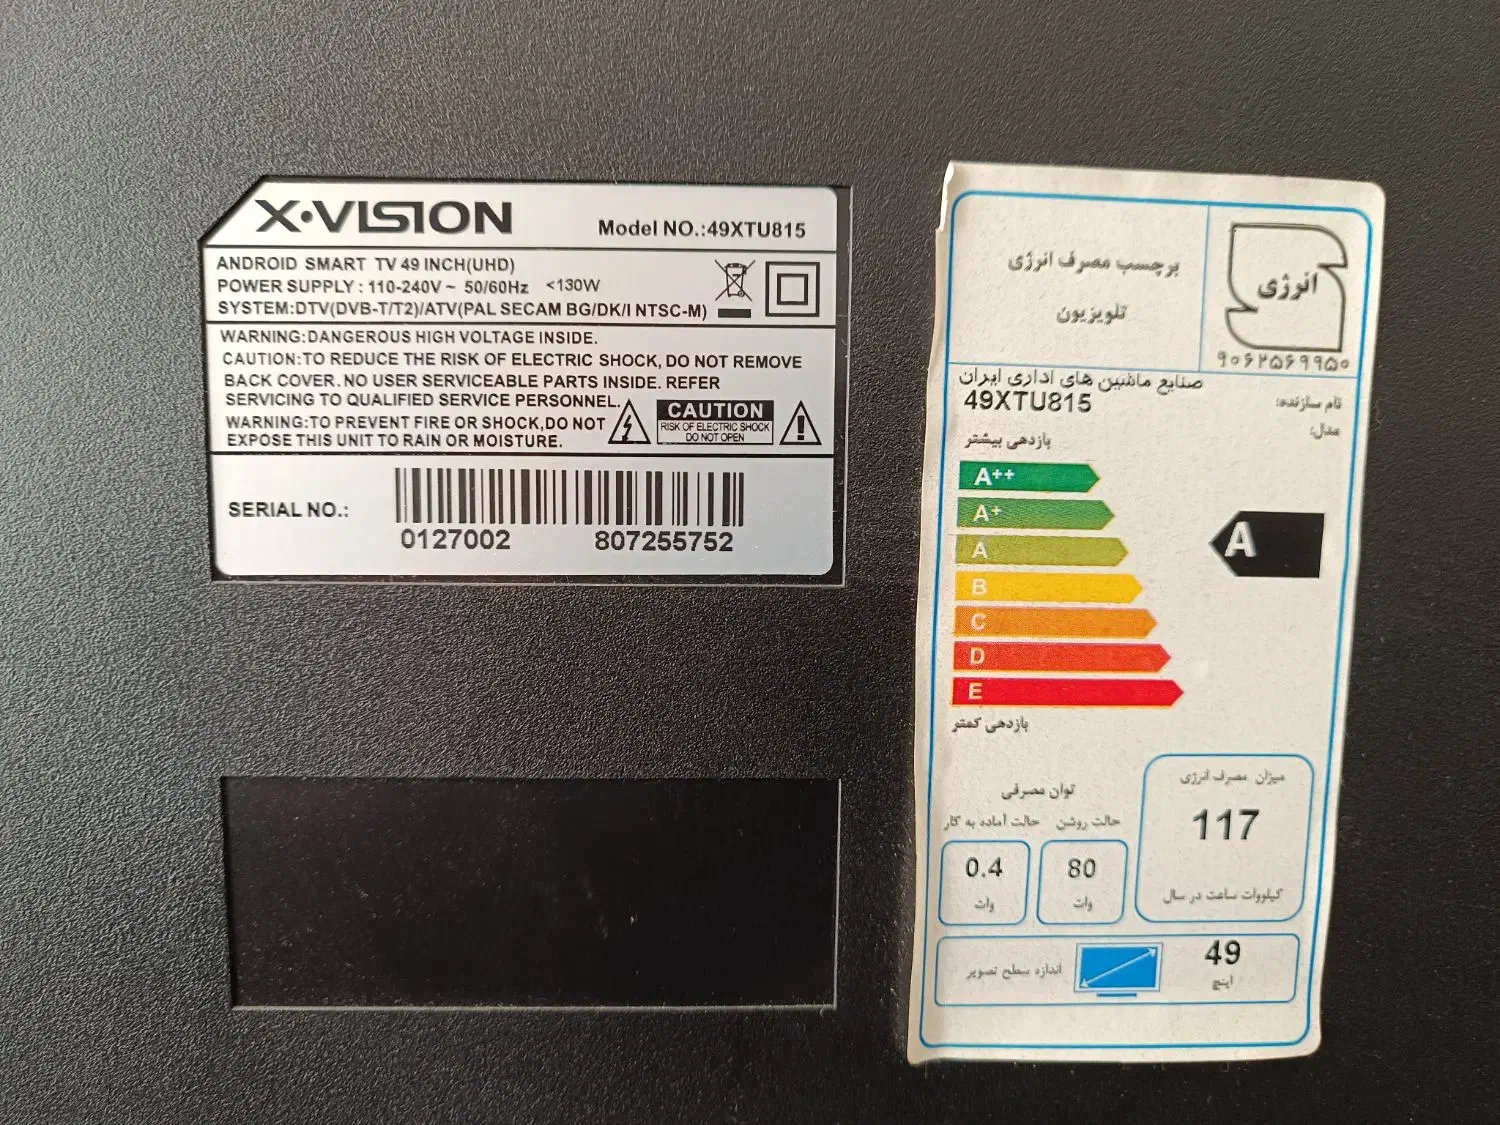 X·VISION
Model NO.:49XTU815
ANDROID SMART TV 49 INCH(UHD)
POWER SUPPLY : 110-240V ~ 50/60Hz <130W
SYSTEM:DTV(DVB-T/T2)/ATV(PAL SECAM BG/DK/I NTSC-M)
WARNING:DANGEROUS HIGH VOLTAGE INSIDE.
CAUTION:TO REDUCE THE RISK OF ELECTRIC SHOCK, DO NOT REMOVE
BACK COVER. NO USER SERVICEABLE PARTS INSIDE. REFER
SERVICING TO QUALIFIED SERVICE PERSONNEL.
WARNING:TO PREVENT FIRE OR SHOCK,DO NOT
EXPOSE THIS UNIT TO RAIN OR MOISTURE.
CAUTION
RISK OF ELECTRIC SHOCK
DO NOT OPEN
SERIAL NO.:
0127002 807255752
برچسب مصرف انرژی
تلویزیون
انرژی
۹۰۶۲۵۶۹۹۵۰
نام سازنده: صنایع ماشین های اداری ایران
مدل: 49XTU815
بازدهی بیشتر
A++
A+
A
B
C
D
E
A
بازدهی کمتر
میزان مصرف انرژی
117
کیلووات ساعت در سال
توان مصرفی
حالت روشن حالت آماده به کار
80
وات
0.4
وات
49
اینچ
اندازه سطح تصویر